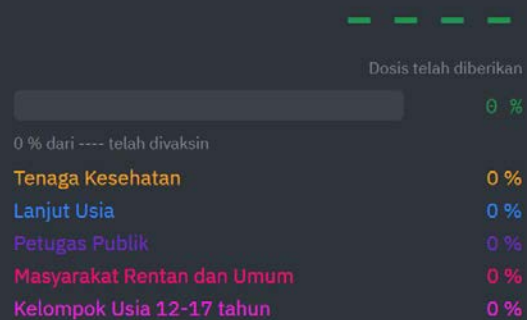 – – – –
Dosis telah diberikan
0 %
0 % dari ---- telah divaksin
Tenaga Kesehatan 0 %
Lanjut Usia 0 %
Petugas Publik 0 %
Masyarakat Rentan dan Umum 0 %
Kelompok Usia 12-17 tahun 0 %